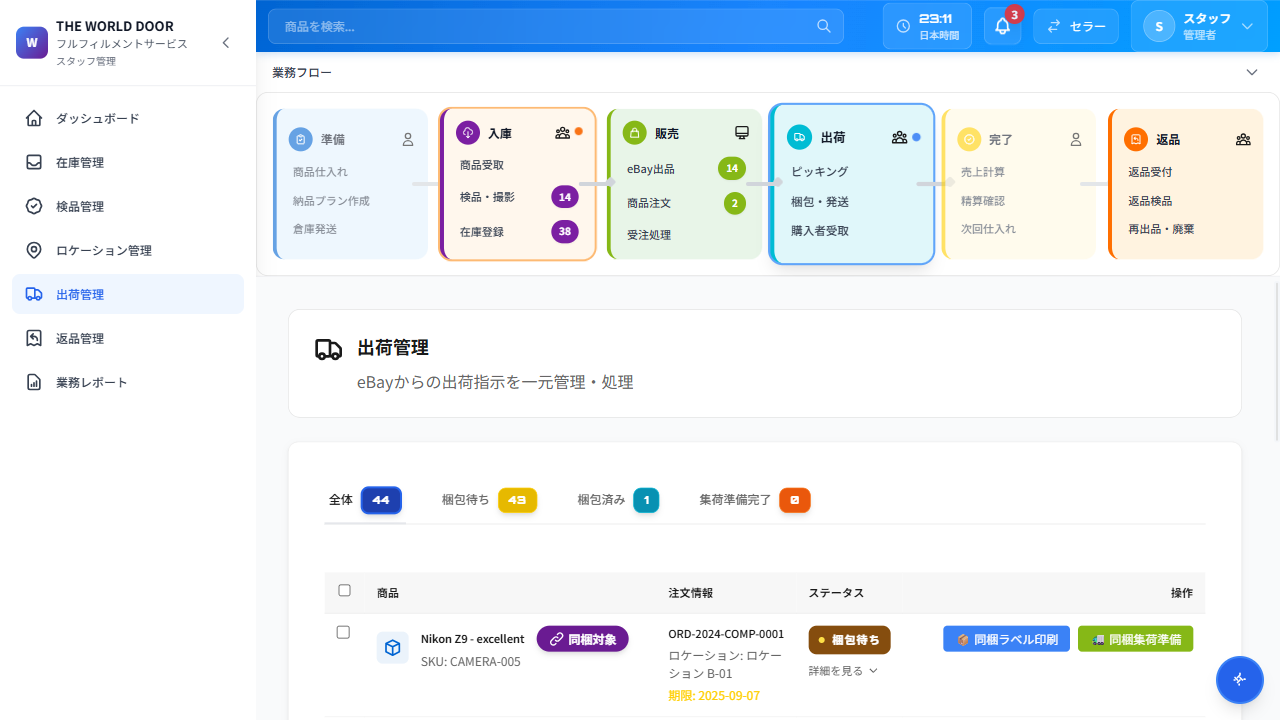 W
THE WORLD DOOR
フルフィルメントサービス
スタッフ管理
ダッシュボード
在庫管理
検品管理
ロケーション管理
出荷管理
返品管理
業務レポート
商品を検索...
23:11
日本時間
3
セラー
S
スタッフ
管理者
業務フロー
準備
商品仕入れ
納品プラン作成
倉庫発送
入庫
商品受取
検品・撮影 14
在庫登録 38
販売
eBay出品 14
商品注文 2
受注処理
出荷
ピッキング
梱包・発送
購入者受取
完了
売上計算
精算確認
次回仕入れ
返品
返品受付
返品検品
再出品・廃棄
出荷管理
eBayからの出荷指示を一元管理・処理
全体 44 梱包待ち 43 梱包済み 1 集荷準備完了 0
商品 注文情報 ステータス 操作
Nikon Z9 - excellent 同梱対象
SKU: CAMERA-005
ORD-2024-COMP-0001
ロケーション: ロケー
ション B-01
期限: 2025-09-07
梱包待ち
詳細を見る
同梱ラベル印刷 同梱集荷準備